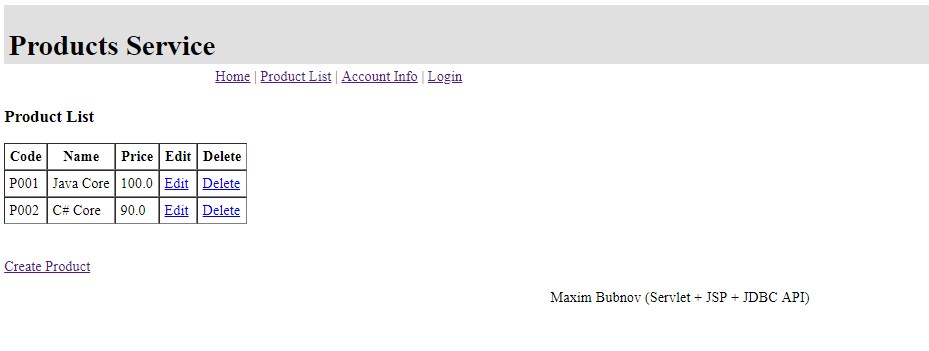 Products Service
Home | Product List | Account Info | Login
Product List
Code Name Price Edit Delete
P001 Java Core 100.0 Edit Delete
P002 C# Core 90.0 Edit Delete
Create Product
Maxim Bubnov (Servlet + JSP + JDBC API)